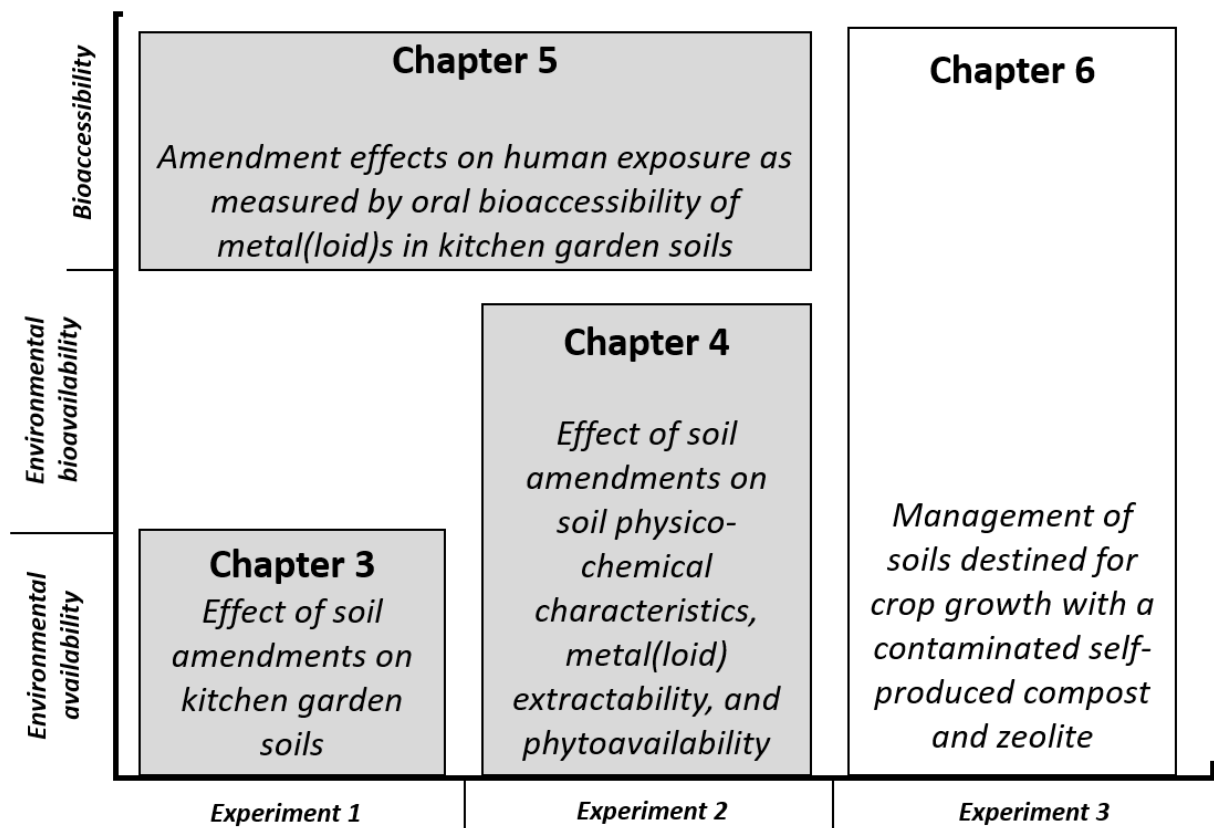 Bioaccessibility
Environmental
bioavailability
Environmental
availability
Chapter 5
Amendment effects on human exposure as
measured by oral bioaccessibility of
metal(loid)s in kitchen garden soils
Chapter 6
Management of
soils destined for
crop growth with a
contaminated self-
produced compost
and zeolite
Chapter 4
Effect of soil
amendments on
soil physico-
chemical
characteristics,
metal(loid)
extractability, and
phytoavailability
Chapter 3
Effect of soil
amendments on
kitchen garden
soils
Experiment 1
Experiment 2
Experiment 3